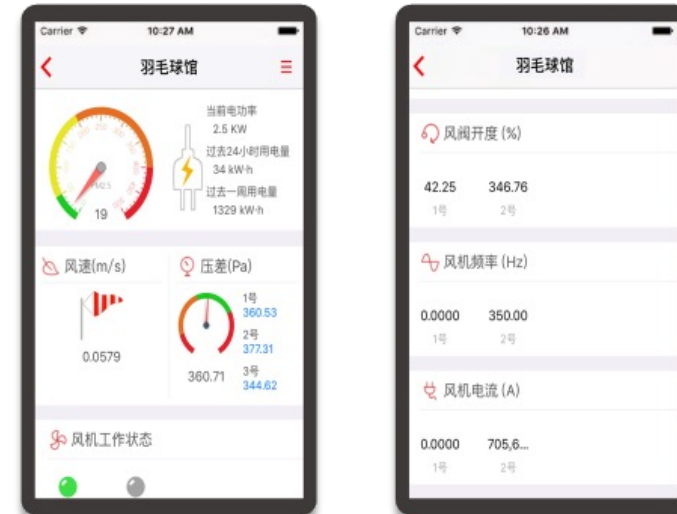 Carrier 10:27 AM
羽毛球馆
当前电功率
2.5 KW
过去24小时用电量
34 kW·h
过去一周用电量
1329 kW·h
PM2.5
19
风速(m/s)
0.0579
压差(Pa)
1号
360.53
2号
377.31
3号
344.62
360.71
风机工作状态
Carrier 10:26 AM
羽毛球馆
风阀开度 (%)
42.25 346.76
1号 2号
风机频率 (Hz)
0.0000 350.00
1号 2号
风机电流 (A)
0.0000 705,6...
1号 2号